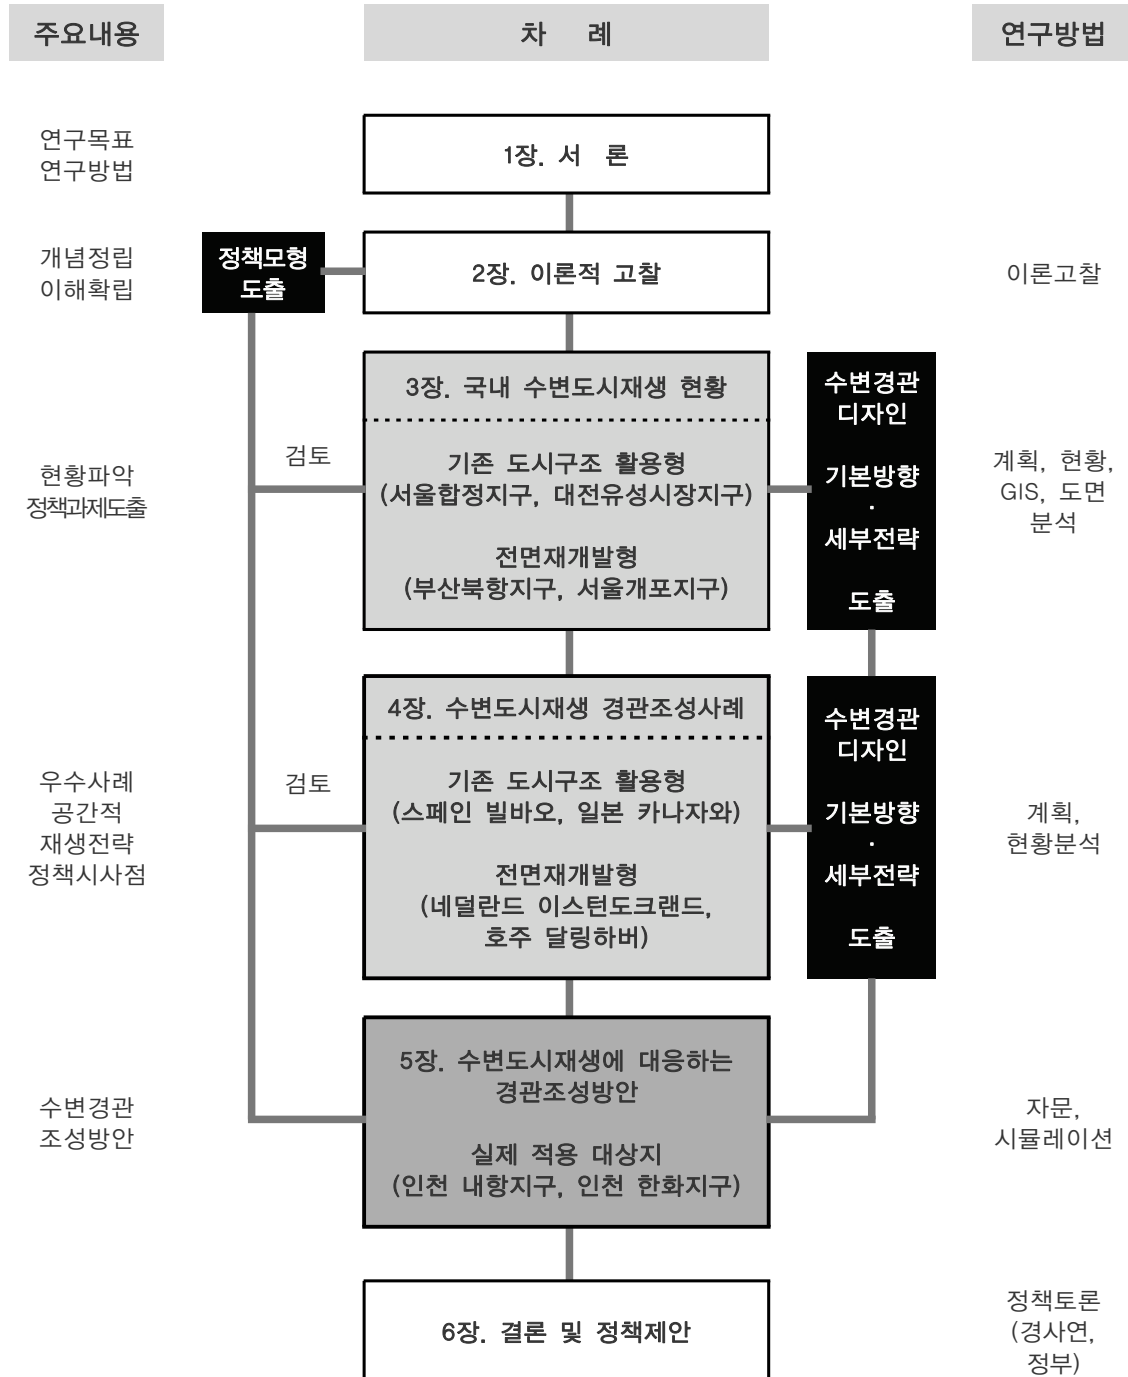 주요내용
차 례
연구방법
연구목표
연구방법
1장. 서 론
개념정립
이해확립
정책모형
도출
2장. 이론적 고찰
이론고찰
현황파악
정책과제도출
검토
3장. 국내 수변도시재생 현황
기존 도시구조 활용형
(서울합정지구, 대전유성시장지구)
전면재개발형
(부산북항지구, 서울개포지구)
수변경관
디자인
기본방향
·
세부전략
도출
계획, 현황,
GIS, 도면
분석
우수사례
공간적
재생전략
정책시사점
검토
4장. 수변도시재생 경관조성사례
기존 도시구조 활용형
(스페인 빌바오, 일본 카나자와)
전면재개발형
(네덜란드 이스턴도크랜드,
호주 달링하버)
수변경관
디자인
기본방향
·
세부전략
도출
계획,
현황분석
수변경관
조성방안
5장. 수변도시재생에 대응하는
경관조성방안
실제 적용 대상지
(인천 내항지구, 인천 한화지구)
자문,
시뮬레이션
6장. 결론 및 정책제안
정책토론
(경사연,
정부)